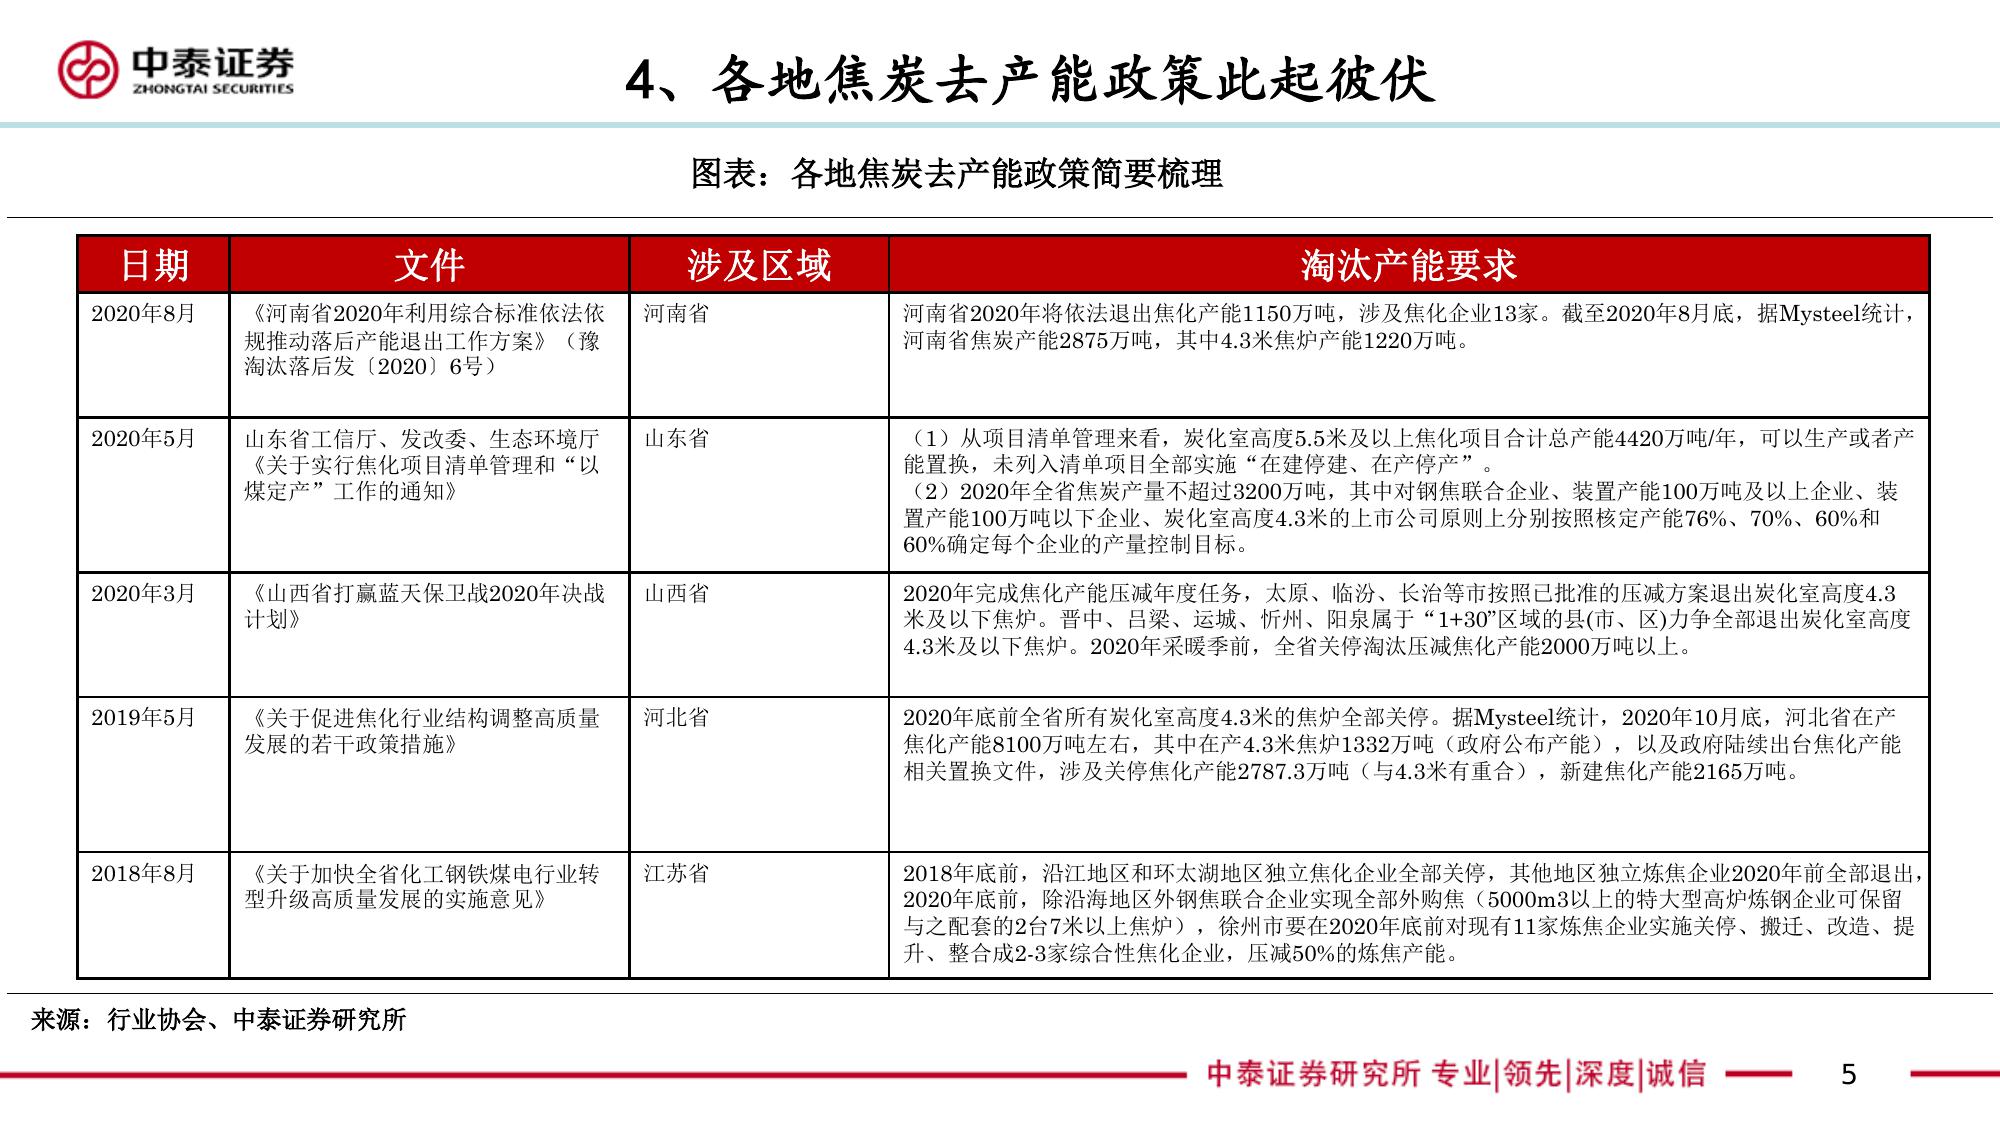 中泰证券
ZHONGTAI SECURITIES
4、各地焦炭去产能政策此起彼伏
图表：各地焦炭去产能政策简要梳理
日期
文件
涉及区域
淘汰产能要求
2020年8月
《河南省2020年利用综合标准依法依
规推动落后产能退出工作方案》（豫
淘汰落后发〔2020〕6号）
河南省
河南省2020年将依法退出焦化产能1150万吨，涉及焦化企业13家。截至2020年8月底，据Mysteel统计，
河南省焦炭产能2875万吨，其中4.3米焦炉产能1220万吨。
2020年5月
山东省工信厅、发改委、生态环境厅
《关于实行焦化项目清单管理和“以
煤定产”工作的通知》
山东省
（1）从项目清单管理来看，炭化室高度5.5米及以上焦化项目合计总产能4420万吨/年，可以生产或者产
能置换，未列入清单项目全部实施“在建停建、在产停产”。
（2）2020年全省焦炭产量不超过3200万吨，其中对钢焦联合企业、装置产能100万吨及以上企业、装
置产能100万吨以下企业、炭化室高度4.3米的上市公司原则上分别按照核定产能76%、70%、60%和
60%确定每个企业的产量控制目标。
2020年3月
《山西省打赢蓝天保卫战2020年决战
计划》
山西省
2020年完成焦化产能压减年度任务，太原、临汾、长治等市按照已批准的压减方案退出炭化室高度4.3
米及以下焦炉。晋中、吕梁、运城、忻州、阳泉属于“1+30”区域的县(市、区)力争全部退出炭化室高度
4.3米及以下焦炉。2020年采暖季前，全省关停淘汰压减焦化产能2000万吨以上。
2019年5月
《关于促进焦化行业结构调整高质量
发展的若干政策措施》
河北省
2020年底前全省所有炭化室高度4.3米的焦炉全部关停。据Mysteel统计，2020年10月底，河北省在产
焦化产能8100万吨左右，其中在产4.3米焦炉1332万吨（政府公布产能），以及政府陆续出台焦化产能
相关置换文件，涉及关停焦化产能2787.3万吨（与4.3米有重合），新建焦化产能2165万吨。
2018年8月
《关于加快全省化工钢铁煤电行业转
型升级高质量发展的实施意见》
江苏省
2018年底前，沿江地区和环太湖地区独立焦化企业全部关停，其他地区独立炼焦企业2020年前全部退出，
2020年底前，除沿海地区外钢焦联合企业实现全部外购焦（5000m3以上的特大型高炉炼钢企业可保留
与之配套的2台7米以上焦炉），徐州市要在2020年底前对现有11家炼焦企业实施关停、搬迁、改造、提
升、整合成2-3家综合性焦化企业，压减50%的炼焦产能。
来源：行业协会、中泰证券研究所
中泰证券研究所 专业|领先|深度|诚信
5